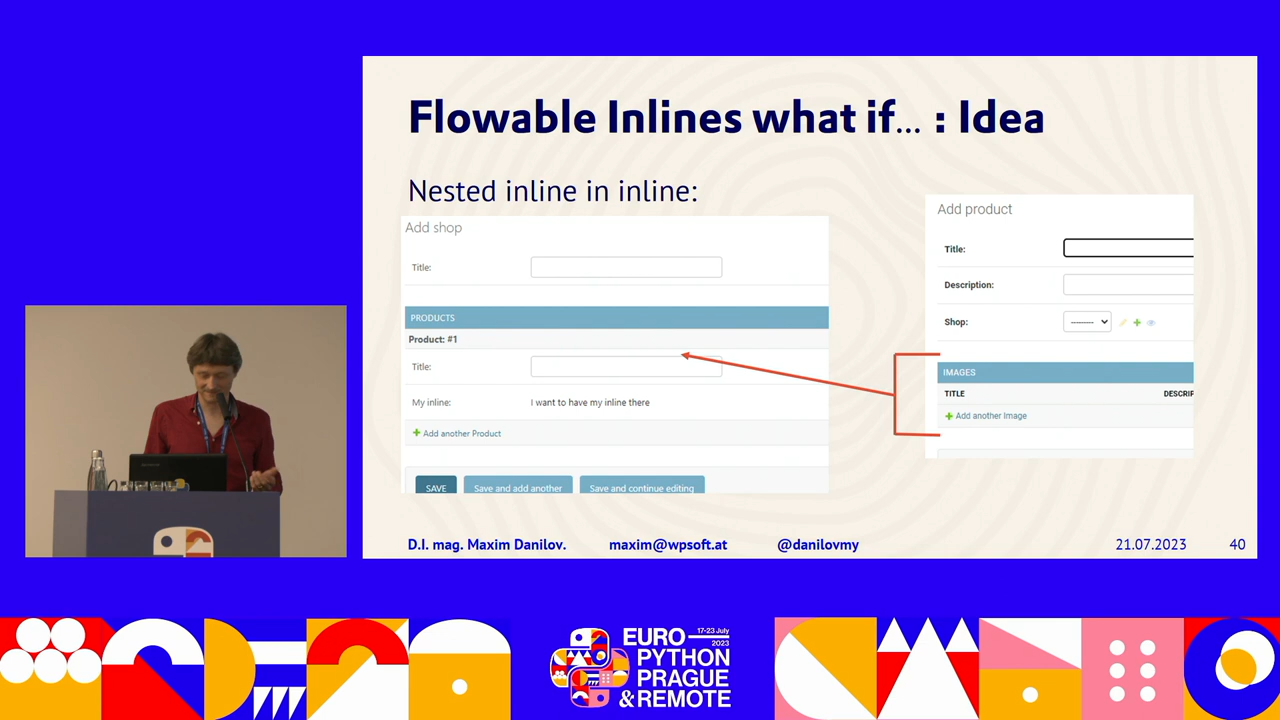 Flowable Inlines what if... : Idea
Nested inline in inline:
Add shop
Title:
PRODUCTS
Product: #1
Title:
My inline: I want to have my inline there
Add another Product
SAVE Save and add another Save and continue editing
Add product
Title:
Description:
Shop: --------
IMAGES
TITLE DESCRIP
Add another Image
D.I. mag. Maxim Danilov. maxim@wpsoft.at @danilovmy 21.07.2023 40
EURO 17-23 July 2023
PYTHON
PRAGUE
& REMOTE